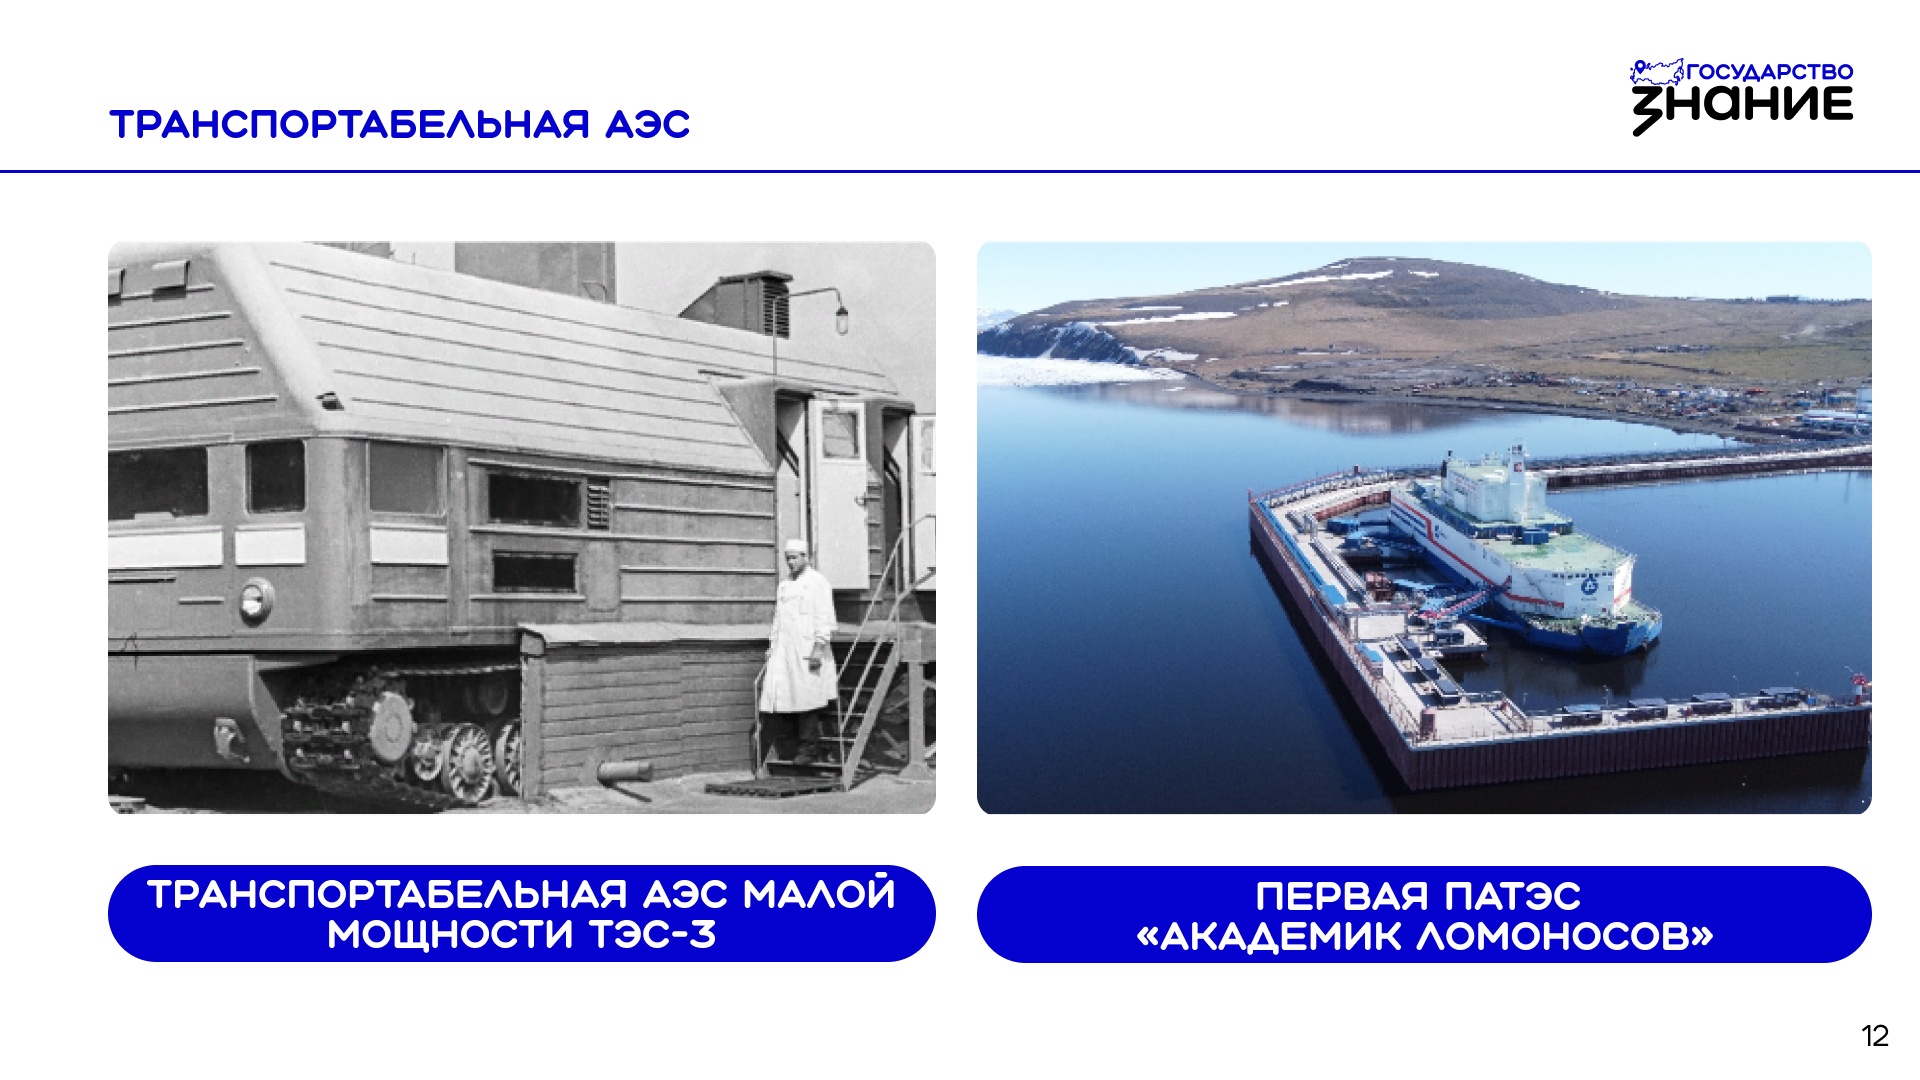 ТРАНСПОРТАБЕЛЬНАЯ АЭС
ГОСУДАРСТВО
ЗНАНИЕ
ТРАНСПОРТАБЕЛЬНАЯ АЭС МАЛОЙ
МОЩНОСТИ ТЭС-3
ПЕРВАЯ ПАТЭС
«АКАДЕМИК ЛОМОНОСОВ»
12